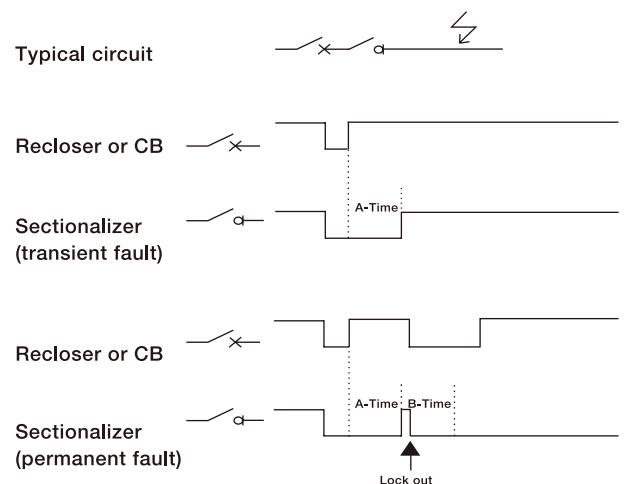 Typical circuit
Recloser or CB
A-Time
Sectionalizer
(transient fault)
Recloser or CB
A-Time B-Time
Sectionalizer
(permanent fault)
Lock out